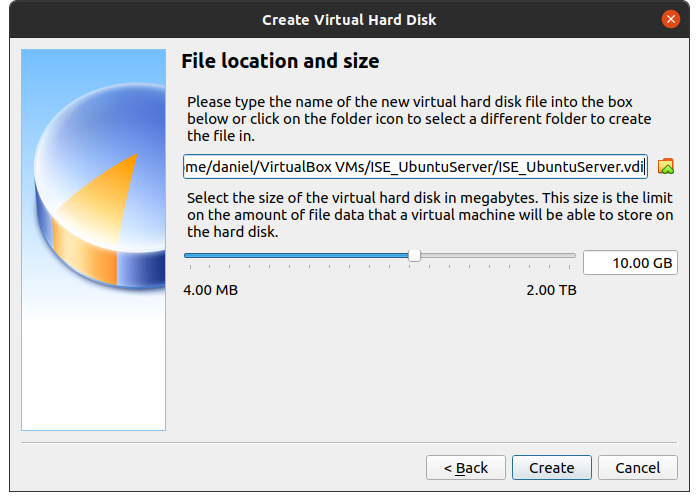 Create Virtual Hard Disk
File location and size
Please type the name of the new virtual hard disk file into the box
below or click on the folder icon to select a different folder to create
the file in.
me/daniel/VirtualBox VMs/ISE_UbuntuServer/ISE_UbuntuServer.vdi
Select the size of the virtual hard disk in megabytes. This size is the limit
on the amount of file data that a virtual machine will be able to store on
the hard disk.
10.00 GB
4.00 MB 2.00 TB
< Back Create Cancel